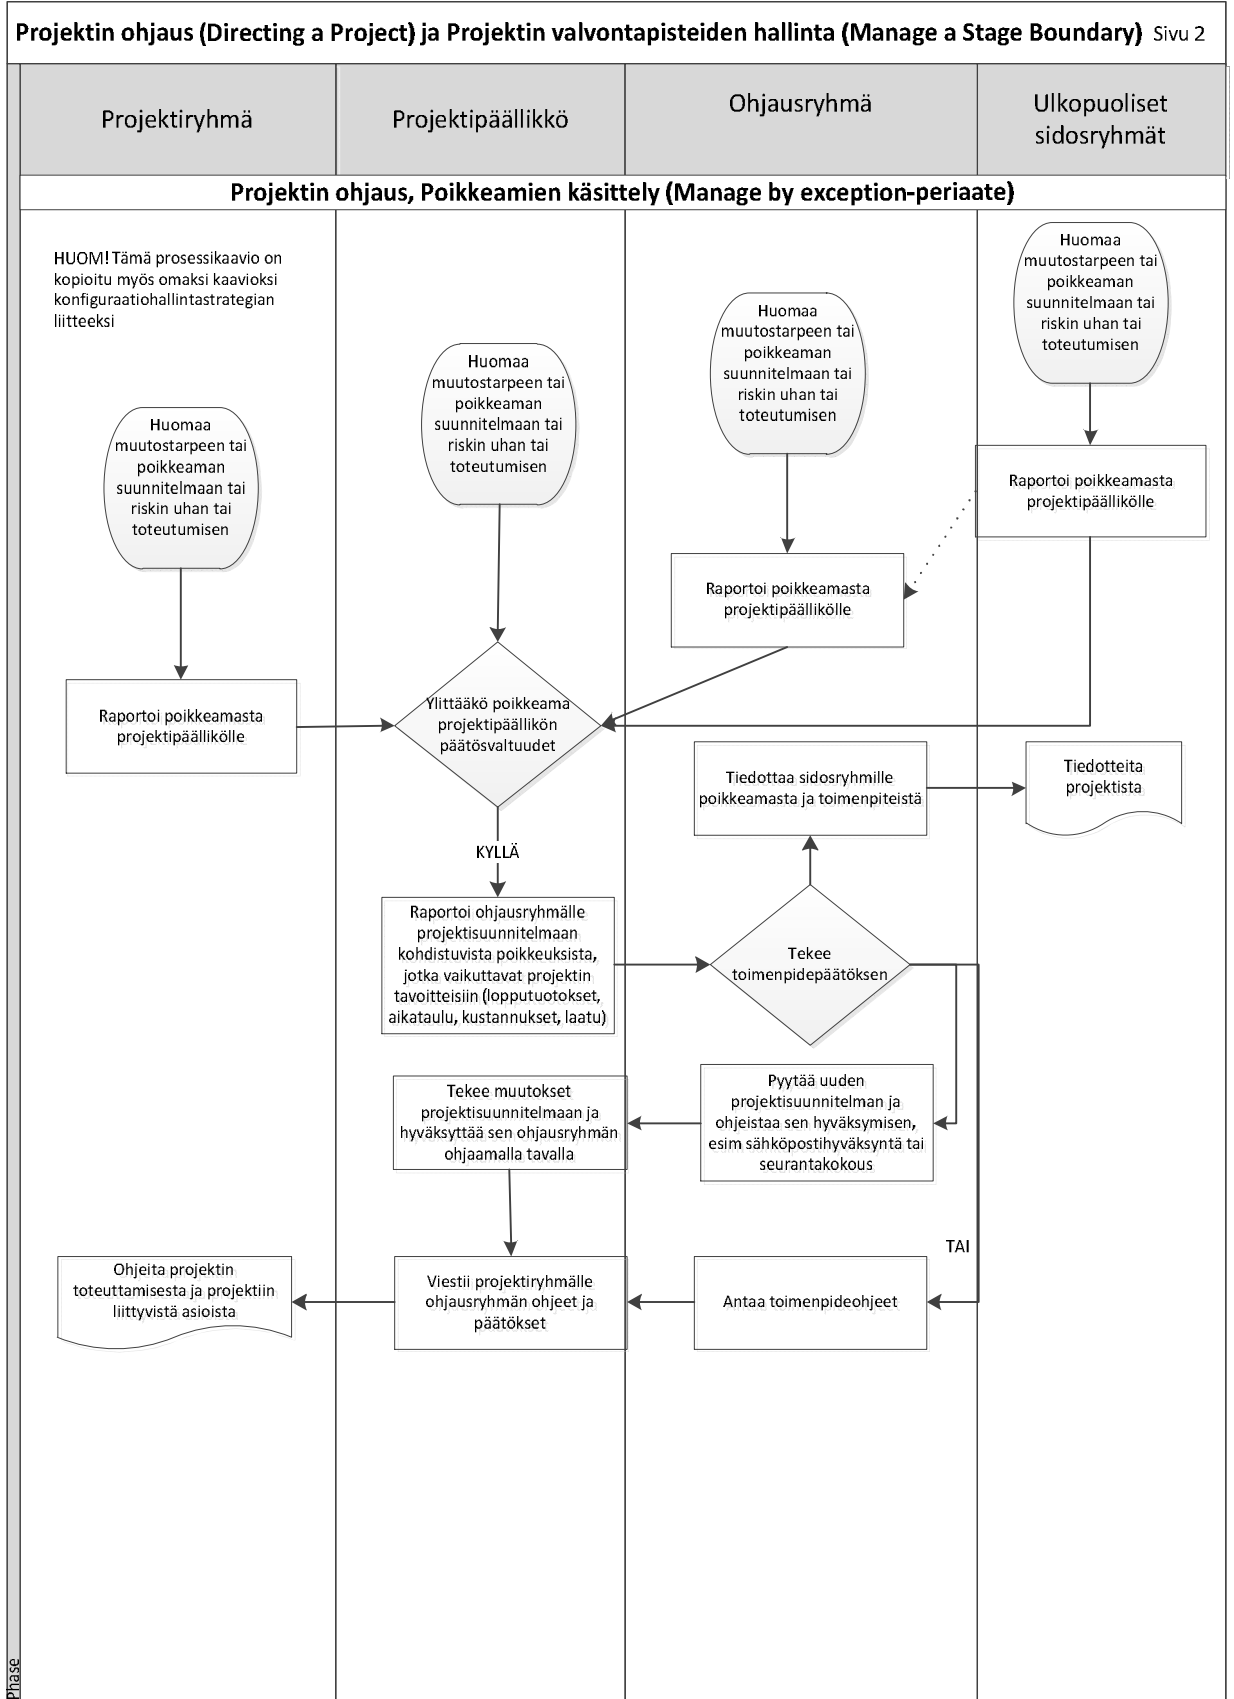 Projektin ohjaus (Directing a Project) ja Projektin valvontapisteiden hallinta (Manage a Stage Boundary) Sivu 2
Projektiryhmä
Projektipäällikkö
Ohjausryhmä
Ulkopuoliset
sidosryhmät
Projektin ohjaus, Poikkeamien käsittely (Manage by exception-periaate)
HUOM! Tämä prosessikaavio on
kopioitu myös omaksi kaavioksi
konfiguraatiohallintastrategian
liitteeksi
Huomaa
muutostarpeen tai
poikkeaman
suunnitelmaan tai
riskin uhan tai
toteutumisen
Huomaa
muutostarpeen tai
poikkeaman
suunnitelmaan tai
riskin uhan tai
toteutumisen
Huomaa
muutostarpeen tai
poikkeaman
suunnitelmaan tai
riskin uhan tai
toteutumisen
Huomaa
muutostarpeen tai
poikkeaman
suunnitelmaan tai
riskin uhan tai
toteutumisen
Raportoi poikkeamasta
projektipäällikölle
Raportoi poikkeamasta
projektipäällikölle
Raportoi poikkeamasta
projektipäällikölle
Ylittääkö poikkeama
projektipäällikön
päätösvaltuudet
Tiedottaa sidosryhmille
poikkeamasta ja toimenpiteistä
Tiedotteita
projektista
KYLLÄ
Raportoi ohjausryhmälle
projektisuunnitelmaan
kohdistuvista poikkeuksista,
jotka vaikuttavat projektin
tavoitteisiin (lopputuotokset,
aikataulu, kustannukset, laatu)
Tekee
toimenpidepäätöksen
Tekee muutokset
projektisuunnitelmaan ja
hyväksyttää sen ohjausryhmän
ohjaamalla tavalla
Pyytää uuden
projektisuunnitelman ja
ohjeistaa sen hyväksymisen,
esim sähköpostihyväksyntä tai
seurantakokous
TAI
Ohjeita projektin
toteuttamisesta ja projektiin
liittyvistä asioista
Viestii projektiryhmälle
ohjausryhmän ohjeet ja
päätökset
Antaa toimenpideohjeet
Phase